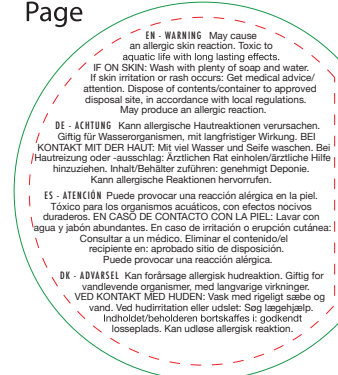 Page
EN - WARNING May cause
an allergic skin reaction. Toxic to
aquatic life with long lasting effects.
IF ON SKIN: Wash with plenty of soap and water.
If skin irritation or rash occurs: Get medical advice/
attention. Dispose of contents/container to approved
disposal site, in accordance with local regulations.
May produce an allergic reaction.
DE - ACHTUNG Kann allergische Hautreaktionen verursachen.
Giftig für Wasserorganismen, mit langfristiger Wirkung. BEI
KONTAKT MIT DER HAUT: Mit viel Wasser und Seife waschen. Bei
Hautreizung oder -ausschlag: Ärztlichen Rat einholen/ärztliche Hilfe
hinzuziehen. Inhalt/Behälter zuführen: genehmigt Deponie.
Kann allergische Reaktionen hervorrufen.
ES - ATENCIÓN Puede provocar una reacción alérgica en la piel.
Tóxico para los organismos acuáticos, con efectos nocivos
duraderos. EN CASO DE CONTACTO CON LA PIEL: Lavar con
agua y jabón abundantes. En caso de irritación o erupción cutánea:
Consultar a un médico. Eliminar el contenido/el
recipiente en: aprobado sitio de disposición.
Puede provocar una reacción alérgica.
DK - ADVARSEL Kan forårsage allergisk hudreaktion. Giftig for
vandlevende organismer, med langvarige virkninger.
VED KONTAKT MED HUDEN: Vask med rigeligt sæbe og
vand. Ved hudirritation eller udslet: Søg lægehjælp.
Indholdet/beholderen bortskaffes i: godkendt
losseplads. Kan udløse allergisk reaktion.